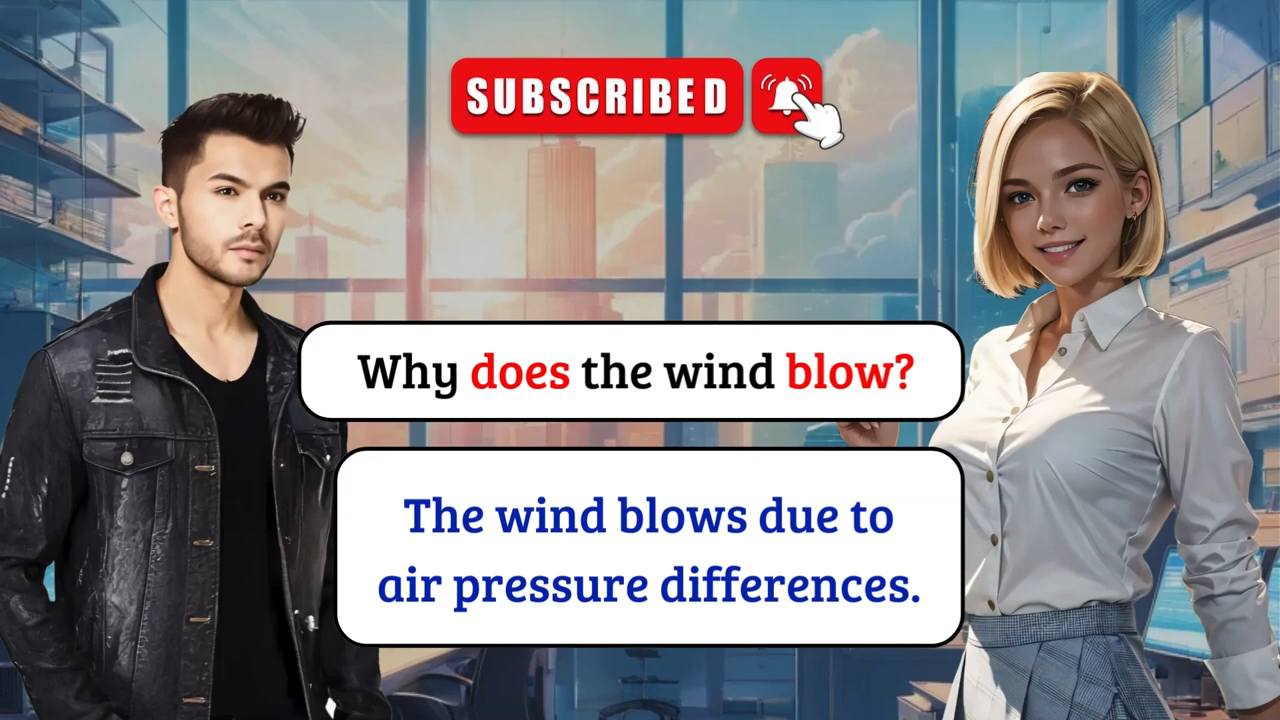 SUBSCRIBED
Why does the wind blow?
The wind blows due to
air pressure differences.